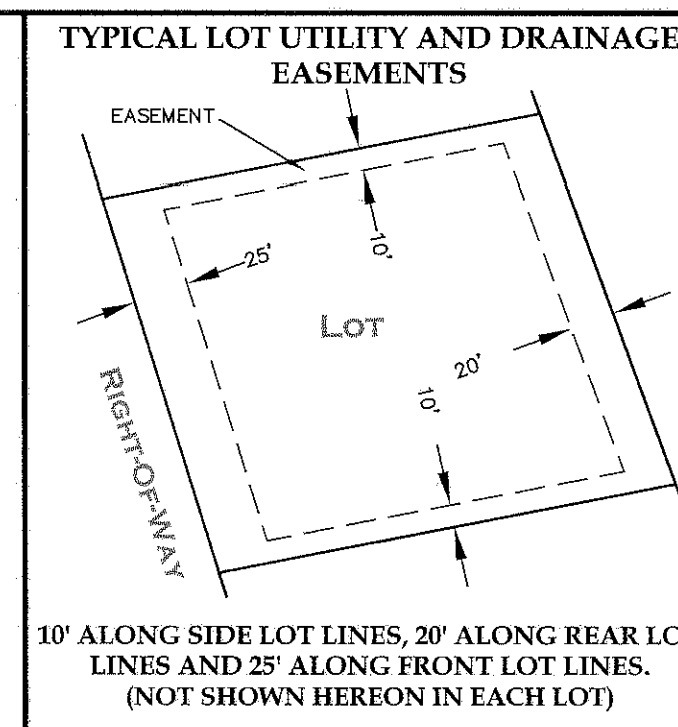 TYPICAL LOT UTILITY AND DRAINAGE
EASEMENTS
EASEMENT
25'
10'
LOT
20'
10'
RIGHT-OF-WAY
10' ALONG SIDE LOT LINES, 20' ALONG REAR LO
LINES AND 25' ALONG FRONT LOT LINES.
(NOT SHOWN HEREON IN EACH LOT)